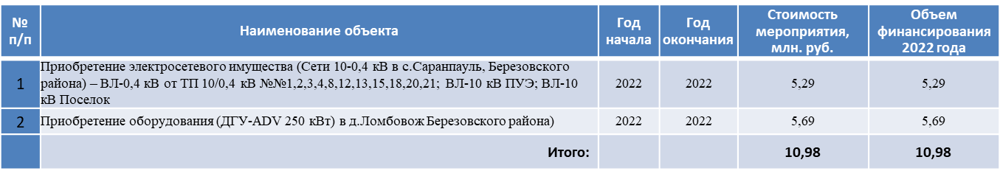 № п/п
Наименование объекта
Год начала
Год окончания
Стоимость мероприятия, млн. руб.
Объем финансирования 2022 года
1
Приобретение электросетевого имущества (Сети 10-0,4 кВ в с.Саранпауль, Березовского
района) – ВЛ-0,4 кВ от ТП 10/0,4 кВ №№1,2,3,4,8,12,13,15,18,20,21; ВЛ-10 кВ ПУЭ; ВЛ-10
кВ Поселок
2022
2022
5,29
5,29
2
Приобретение оборудования (ДГУ-ADV 250 кВт) в д.Ломбовож Березовского района)
2022
2022
5,69
5,69
Итого:
10,98
10,98